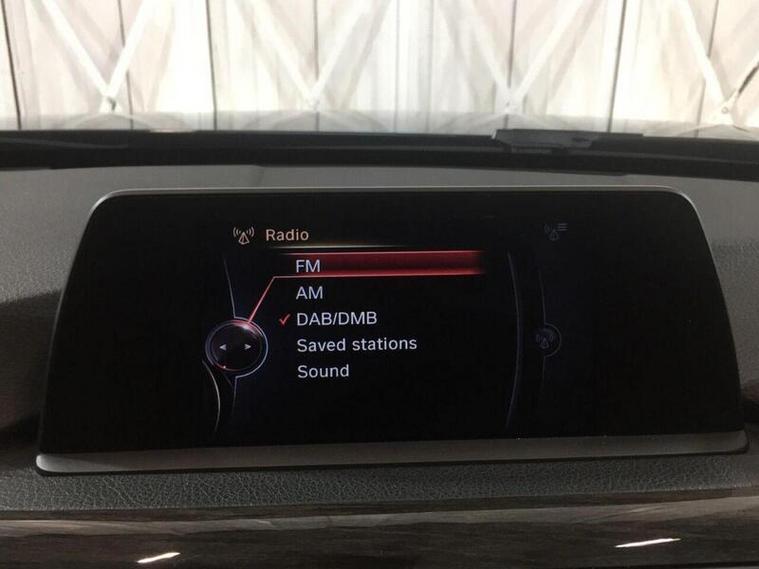 Radio
FM
AM
DAB/DMB
Saved stations
Sound